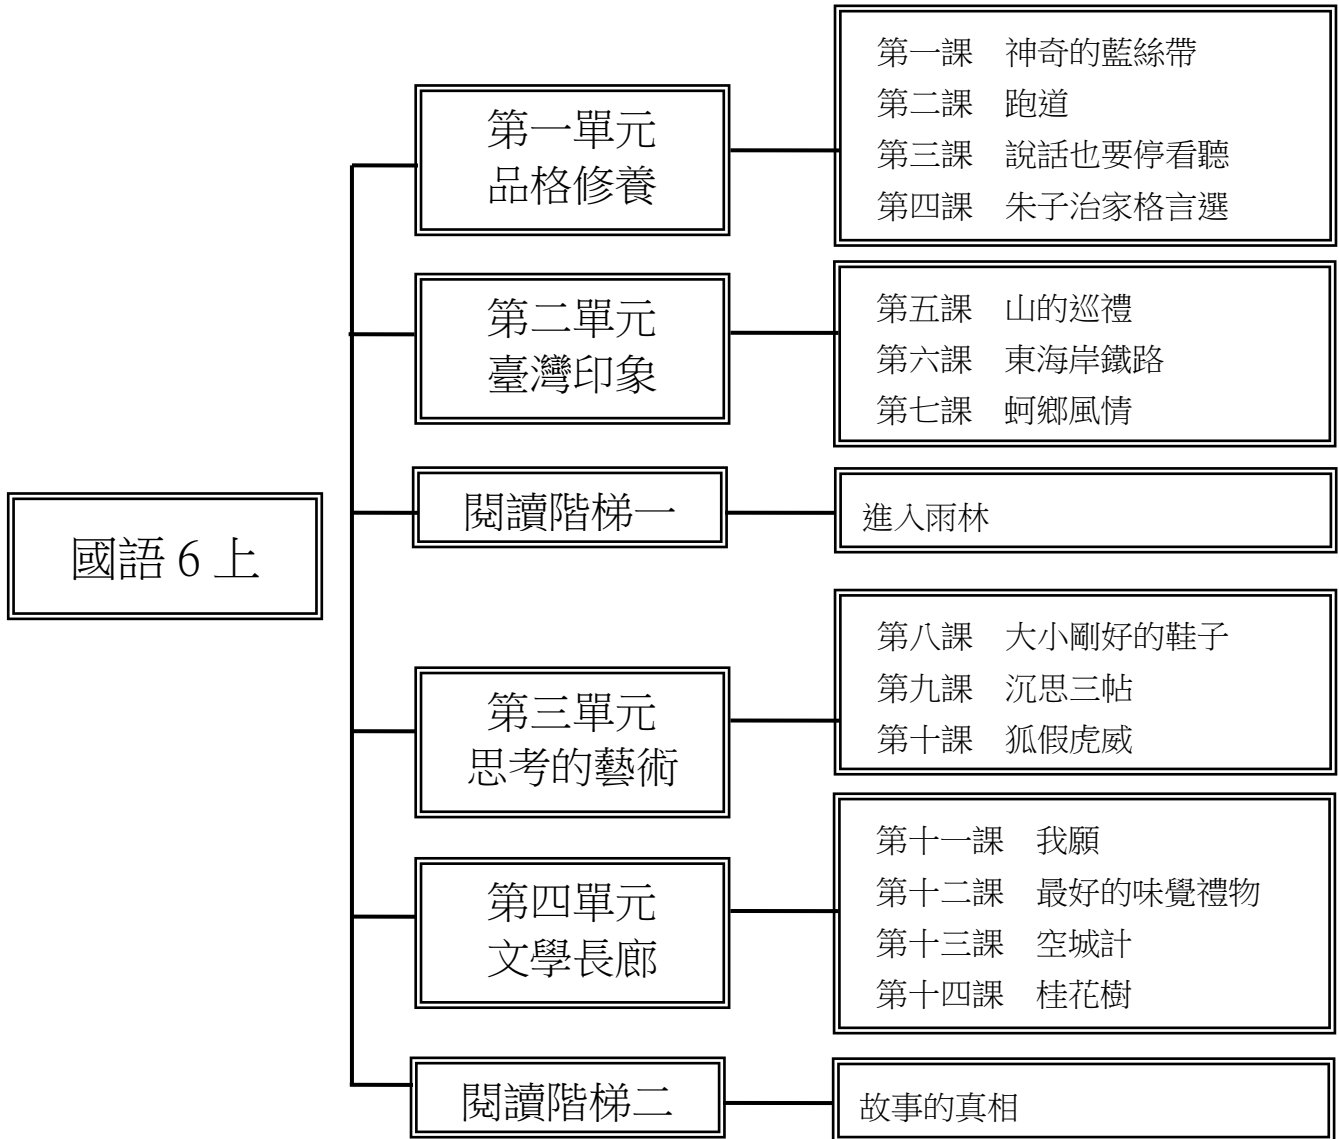 國語 6 上
第一單元
品格修養
第一課　神奇的藍絲帶
第二課　跑道
第三課　說話也要停看聽
第四課　朱子治家格言選
第二單元
臺灣印象
第五課　山的巡禮
第六課　東海岸鐵路
第七課　蚵鄉風情
閱讀階梯一
進入雨林
第三單元
思考的藝術
第八課　大小剛好的鞋子
第九課　沉思三帖
第十課　狐假虎威
第四單元
文學長廊
第十一課　我願
第十二課　最好的味覺禮物
第十三課　空城計
第十四課　桂花樹
閱讀階梯二
故事的真相